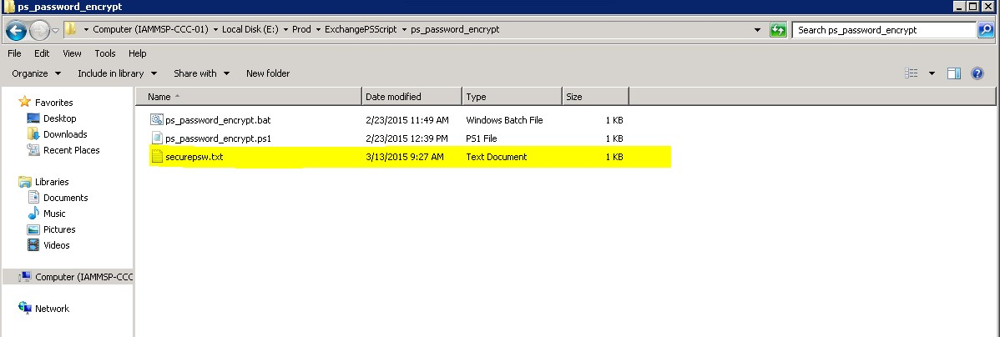 ps_password_encrypt
Computer (IAMMSP-CCC-01) Local Disk (E:) Prod ExchangePSScript ps_password_encrypt
Search ps_password_encrypt
File Edit View Tools Help
Organize Include in library Share with New folder
Name Date modified Type Size
Favorites
Desktop
Downloads
Recent Places
Libraries
Documents
Music
Pictures
Videos
Computer (IAMMSP-CCC
Network
ps_password_encrypt.bat 2/23/2015 11:49 AM Windows Batch File 1 KB
ps_password_encrypt.ps1 2/23/2015 12:39 PM PS1 File 1 KB
securepsw.txt 3/13/2015 9:27 AM Text Document 1 KB